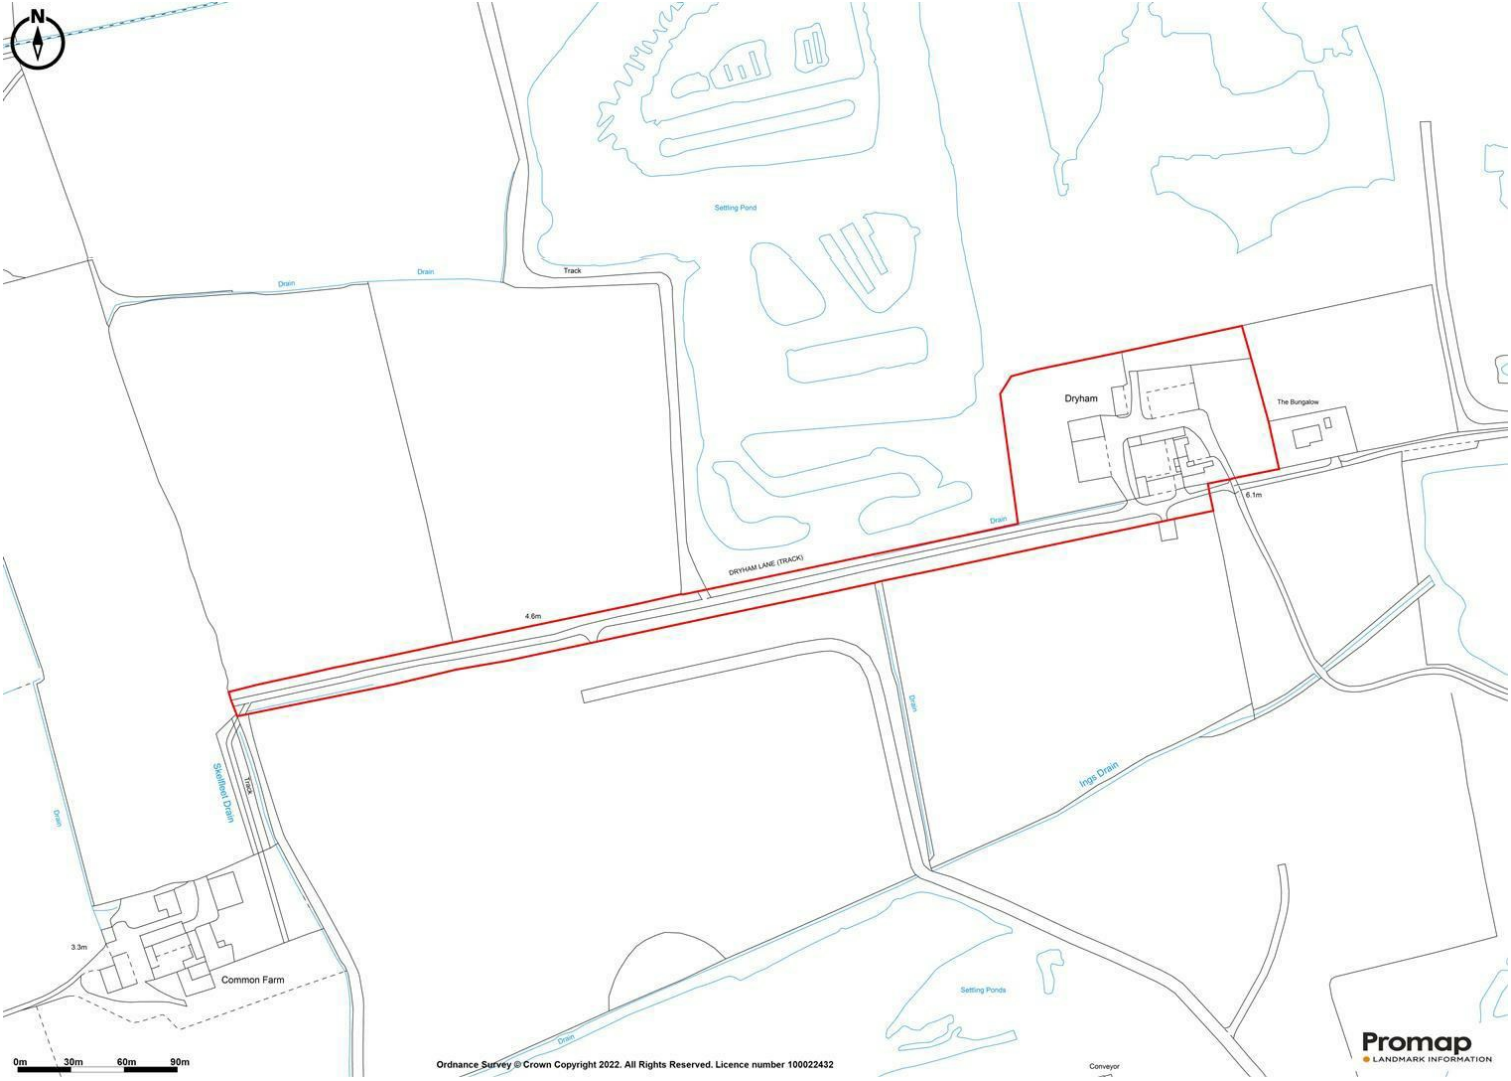 N
Settling Pond
Track
Drain
Drain
Dryham
The Bungalow
6.1m
Drain
DRYHAM LANE (TRACK)
4.6m
Drain
Skelfleet Drain
Track
Ings Drain
Drain
3.3m
Common Farm
Settling Ponds
Drain
0m 30m 60m 90m
Ordnance Survey © Crown Copyright 2022. All Rights Reserved. Licence number 100022432
Conveyor
Promap
LANDMARK INFORMATION